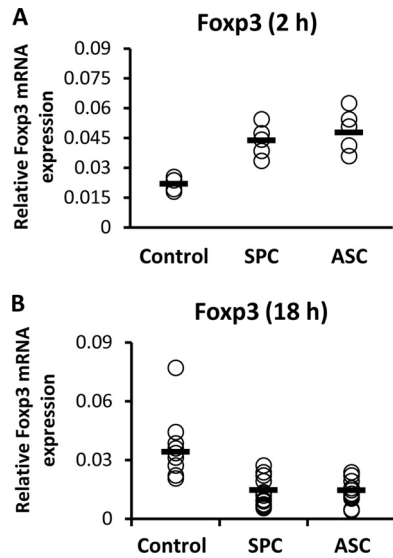 A
Foxp3 (2 h)
Relative Foxp3 mRNA
expression
0.09
0.075
0.06
0.045
0.03
0.015
0
Control SPC ASC
B
Foxp3 (18 h)
Relative Foxp3 mRNA
expression
0.09
0.06
0.03
0
Control SPC ASC